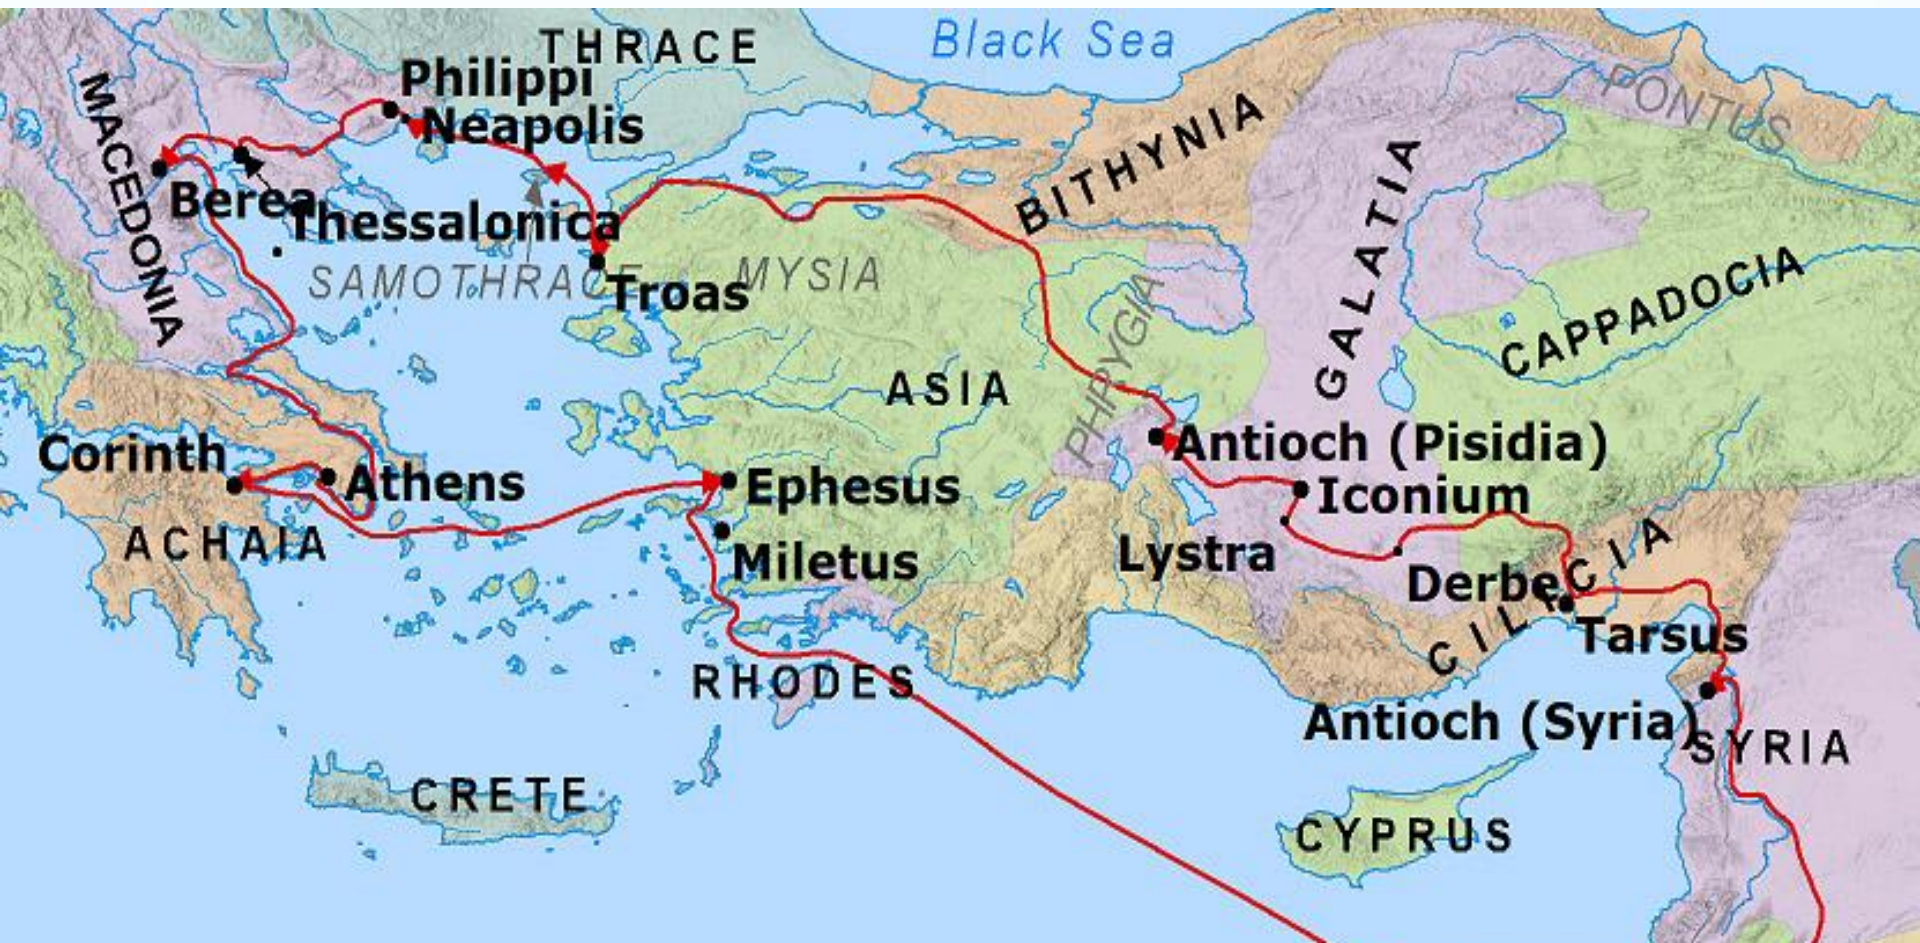 Black Sea
THRACE
Philippi
Neapolis
MACEDONIA
PONTUS
BITHYNIA
GALATIA
Berea
Thessalonica
SAMOTHRACE
Troas
MYSIA
PHRYGIA
CAPPADOCIA
ASIA
Corinth
Athens
ACHAIA
Ephesus
Miletus
Antioch (Pisidia)
Iconium
Lystra
Derbe
CILICIA
Tarsus
RHODES
Antioch (Syria)
SYRIA
CRETE
CYPRUS